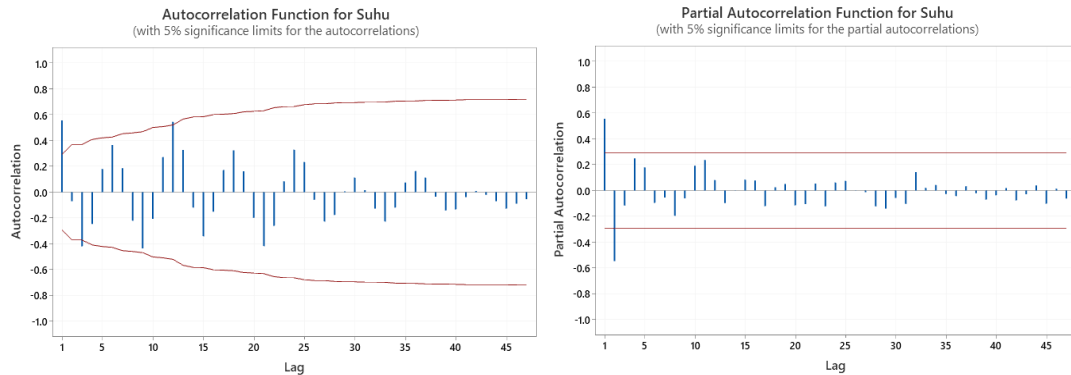 Autocorrelation Function for Suhu
(with 5% significance limits for the autocorrelations)
1.0
0.8
0.6
0.4
0.2
0.0
-0.2
-0.4
-0.6
-0.8
-1.0
Autocorrelation
1 5 10 15 20 25 30 35 40 45
Lag
Partial Autocorrelation Function for Suhu
(with 5% significance limits for the partial autocorrelations)
1.0
0.8
0.6
0.4
0.2
0.0
-0.2
-0.4
-0.6
-0.8
-1.0
Partial Autocorrelation
1 5 10 15 20 25 30 35 40 45
Lag